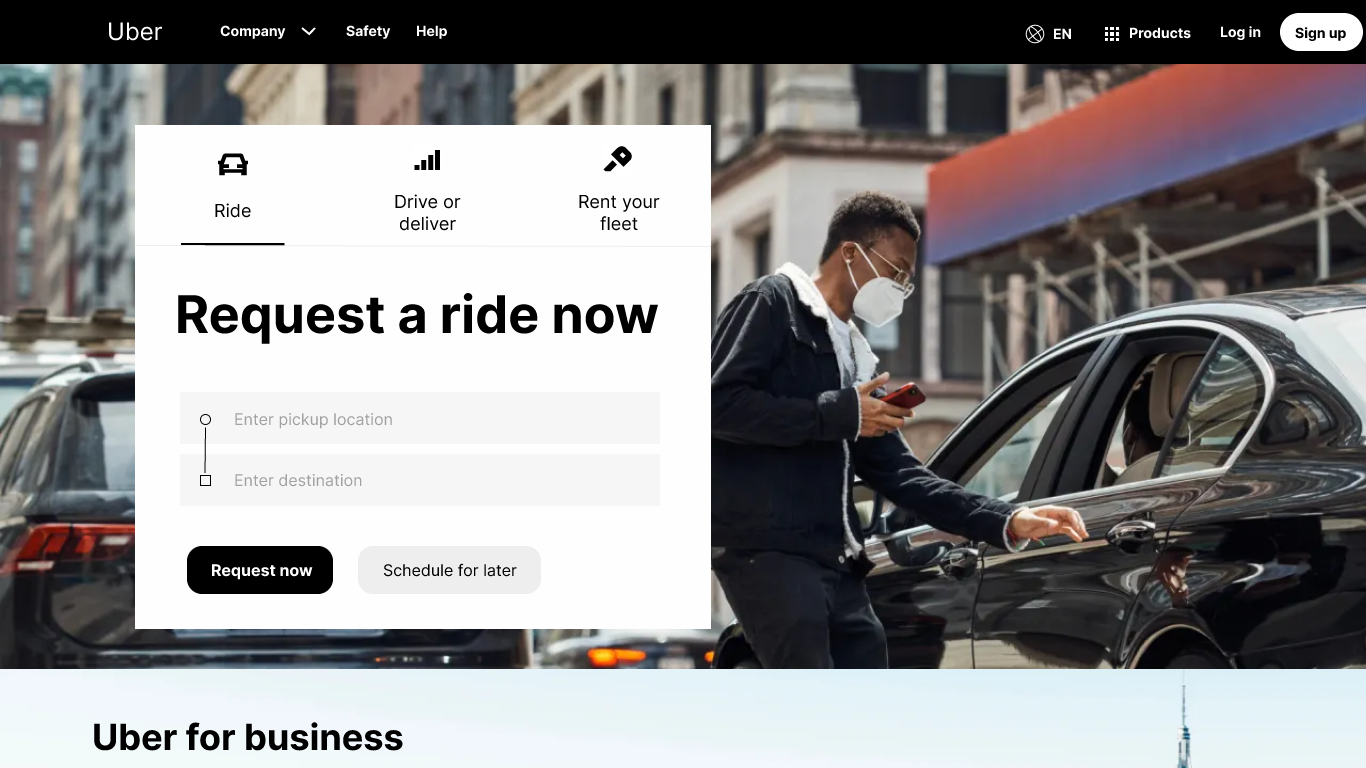 Uber
Company
Safety
Help
EN
Products
Log in
Sign up
Ride
Drive or
deliver
Rent your
fleet
Request a ride now
Enter pickup location
Enter destination
Request now
Schedule for later
Uber for business